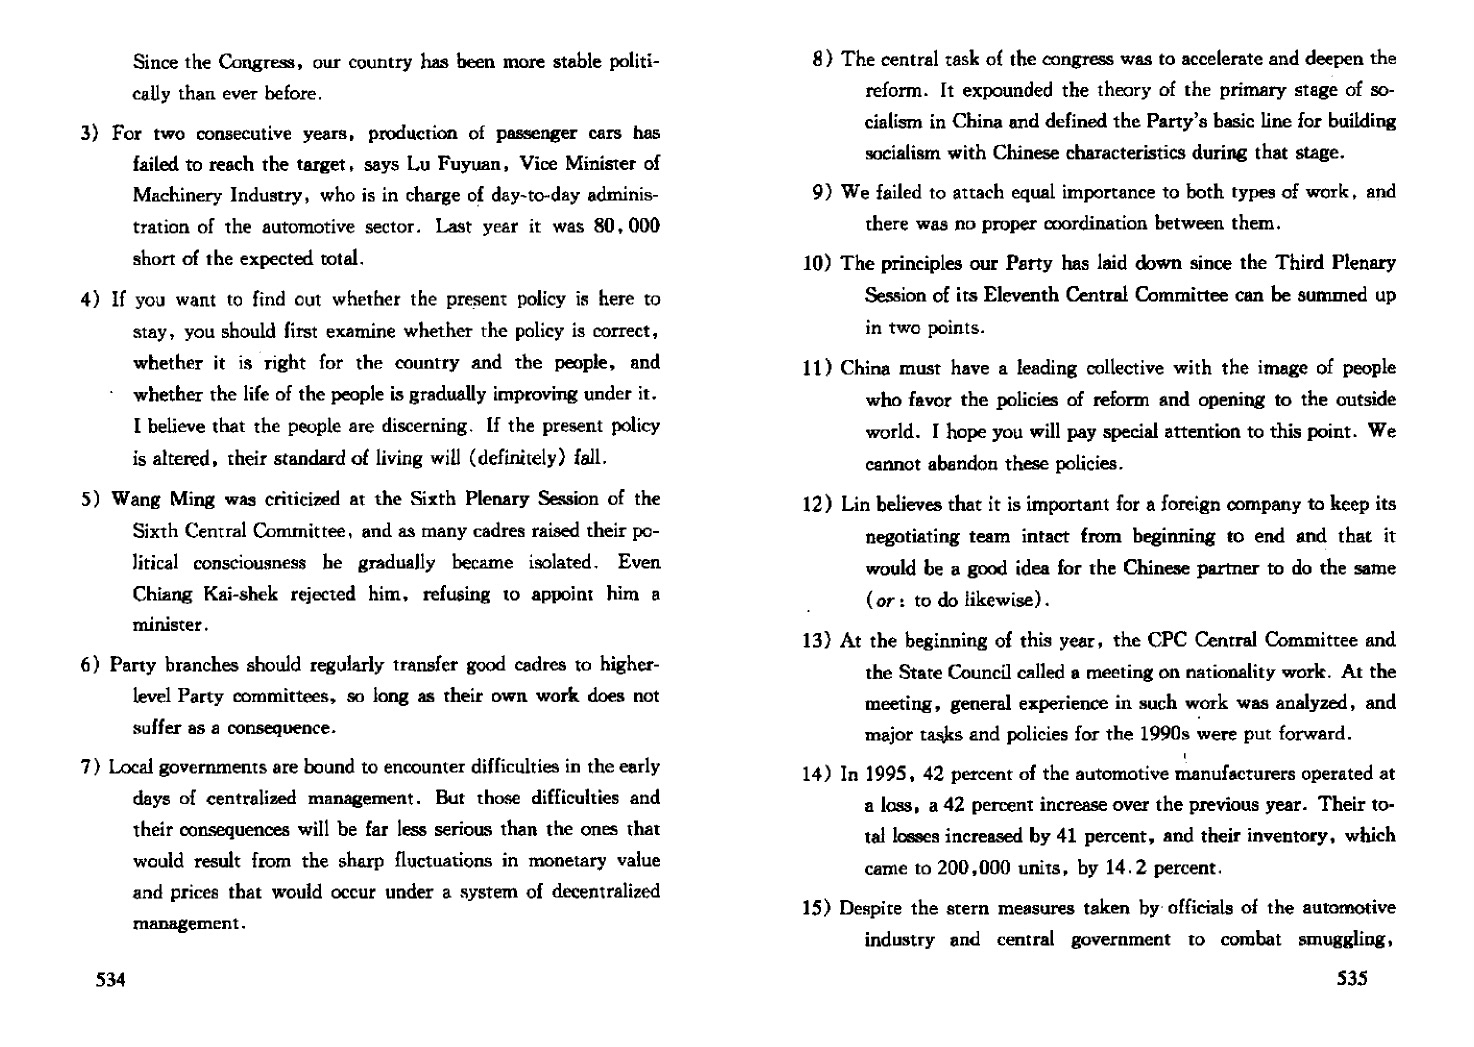 Since the Congress, our country has been more stable politi-
cally than ever before.
3) For two consecutive years, production of passenger cars has
failed to reach the target, says Lu Fuyuan, Vice Minister of
Machinery Industry, who is in charge of day-to-day adminis-
tration of the automotive sector. Last year it was 80,000
short of the expected total.
4) If you want to find out whether the present policy is here to
stay, you should first examine whether the policy is correct,
whether it is right for the country and the people, and
whether the life of the people is gradually improving under it.
I believe that the people are discerning. If the present policy
is altered, their standard of living will (definitely) fall.
5) Wang Ming was criticized at the Sixth Plenary Session of the
Sixth Central Committee, and as many cadres raised their po-
litical consciousness he gradually became isolated. Even
Chiang Kai-shek rejected him, refusing to appoint him a
minister.
6) Party branches should regularly transfer good cadres to higher-
level Party committees, so long as their own work does not
suffer as a consequence.
7) Local governments are bound to encounter difficulties in the early
days of centralized management. But those difficulties and
their consequences will be far less serious than the ones that
would result from the sharp fluctuations in monetary value
and prices that would occur under a system of decentralized
management.
534
8) The central task of the congress was to accelerate and deepen the
reform. It expounded the theory of the primary stage of so-
cialism in China and defined the Party's basic line for building
socialism with Chinese characteristics during that stage.
9) We failed to attach equal importance to both types of work, and
there was no proper coordination between them.
10) The principles our Party has laid down since the Third Plenary
Session of its Eleventh Central Committee can be summed up
in two points.
11) China must have a leading collective with the image of people
who favor the policies of reform and opening to the outside
world. I hope you will pay special attention to this point. We
cannot abandon these policies.
12) Lin believes that it is important for a foreign company to keep its
negotiating team intact from beginning to end and that it
would be a good idea for the Chinese partner to do the same
(or: to do likewise).
13) At the beginning of this year, the CPC Central Committee and
the State Council called a meeting on nationality work. At the
meeting, general experience in such work was analyzed, and
major tasks and policies for the 1990s were put forward.
14) In 1995, 42 percent of the automotive manufacturers operated at
a loss, a 42 percent increase over the previous year. Their to-
tal losses increased by 41 percent, and their inventory, which
came to 200,000 units, by 14.2 percent.
15) Despite the stern measures taken by officials of the automotive
industry and central government to combat smuggling,
535